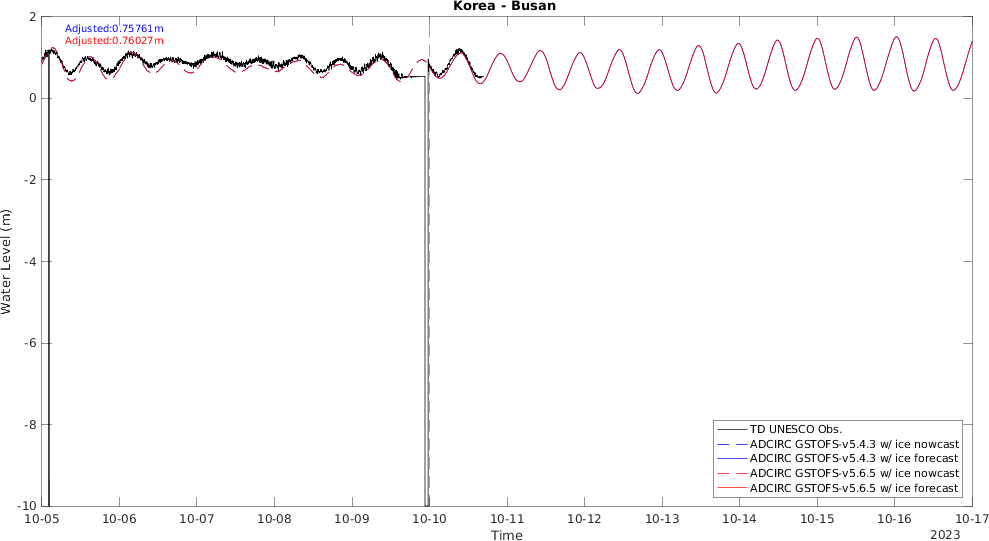 Korea - Busan
Adjusted:0.75761m
Adjusted:0.76027m
2
0
-2
-4
-6
-8
-10
Water Level (m)
TD UNESCO Obs.
ADCIRC GSTOFS-v5.4.3 w/ ice nowcast
ADCIRC GSTOFS-v5.4.3 w/ ice forecast
ADCIRC GSTOFS-v5.6.5 w/ ice nowcast
ADCIRC GSTOFS-v5.6.5 w/ ice forecast
10-05 10-06 10-07 10-08 10-09 10-10 10-11 10-12 10-13 10-14 10-15 10-16 10-17
Time
2023